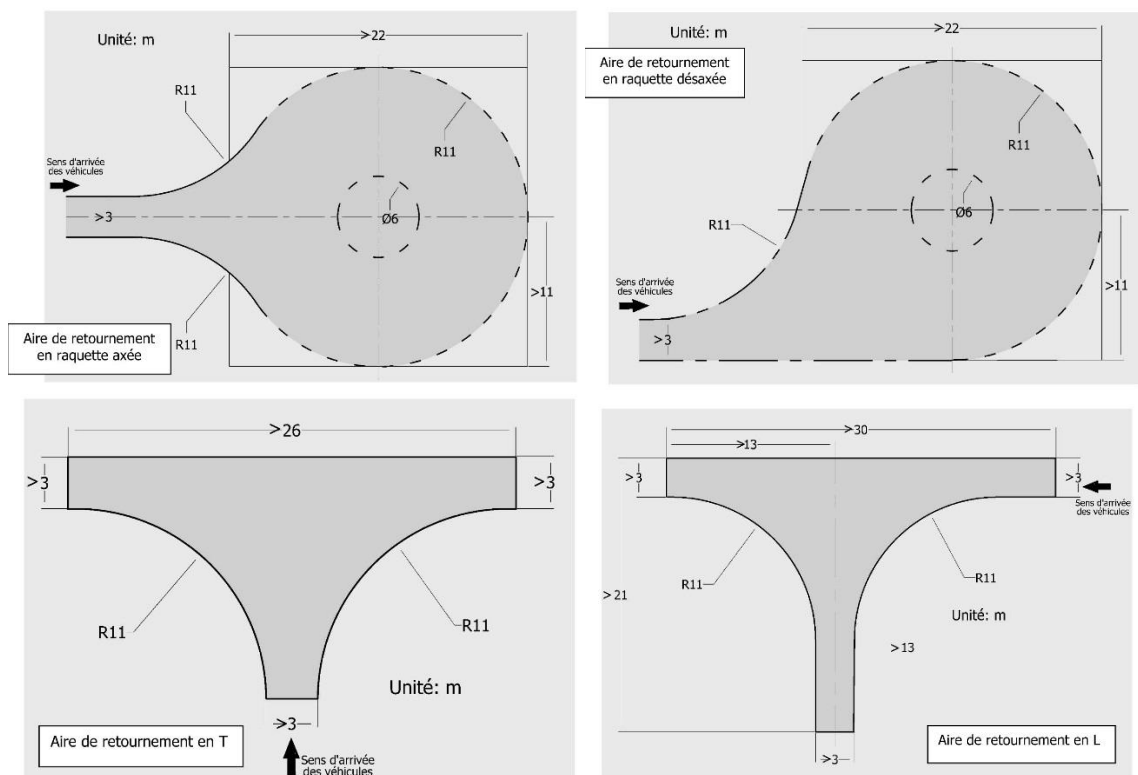 Unité: m
>22
R11
R11
Sens d'arrivée
des véhicules
>3
Ø6
>11
R11
Aire de retournement
en raquette axée
Unité: m
>22
Aire de retournement
en raquette désaxée
R11
Ø6
R11
Sens d'arrivée
des véhicules
>11
>3
>26
>3
>3
R11
R11
Unité: m
>3
Aire de retournement en T
Sens d'arrivée
des véhicules
>30
>13
>3
>3
Sens d'arrivée
des véhicules
R11
R11
>21
Unité: m
>13
Aire de retournement en L
>3